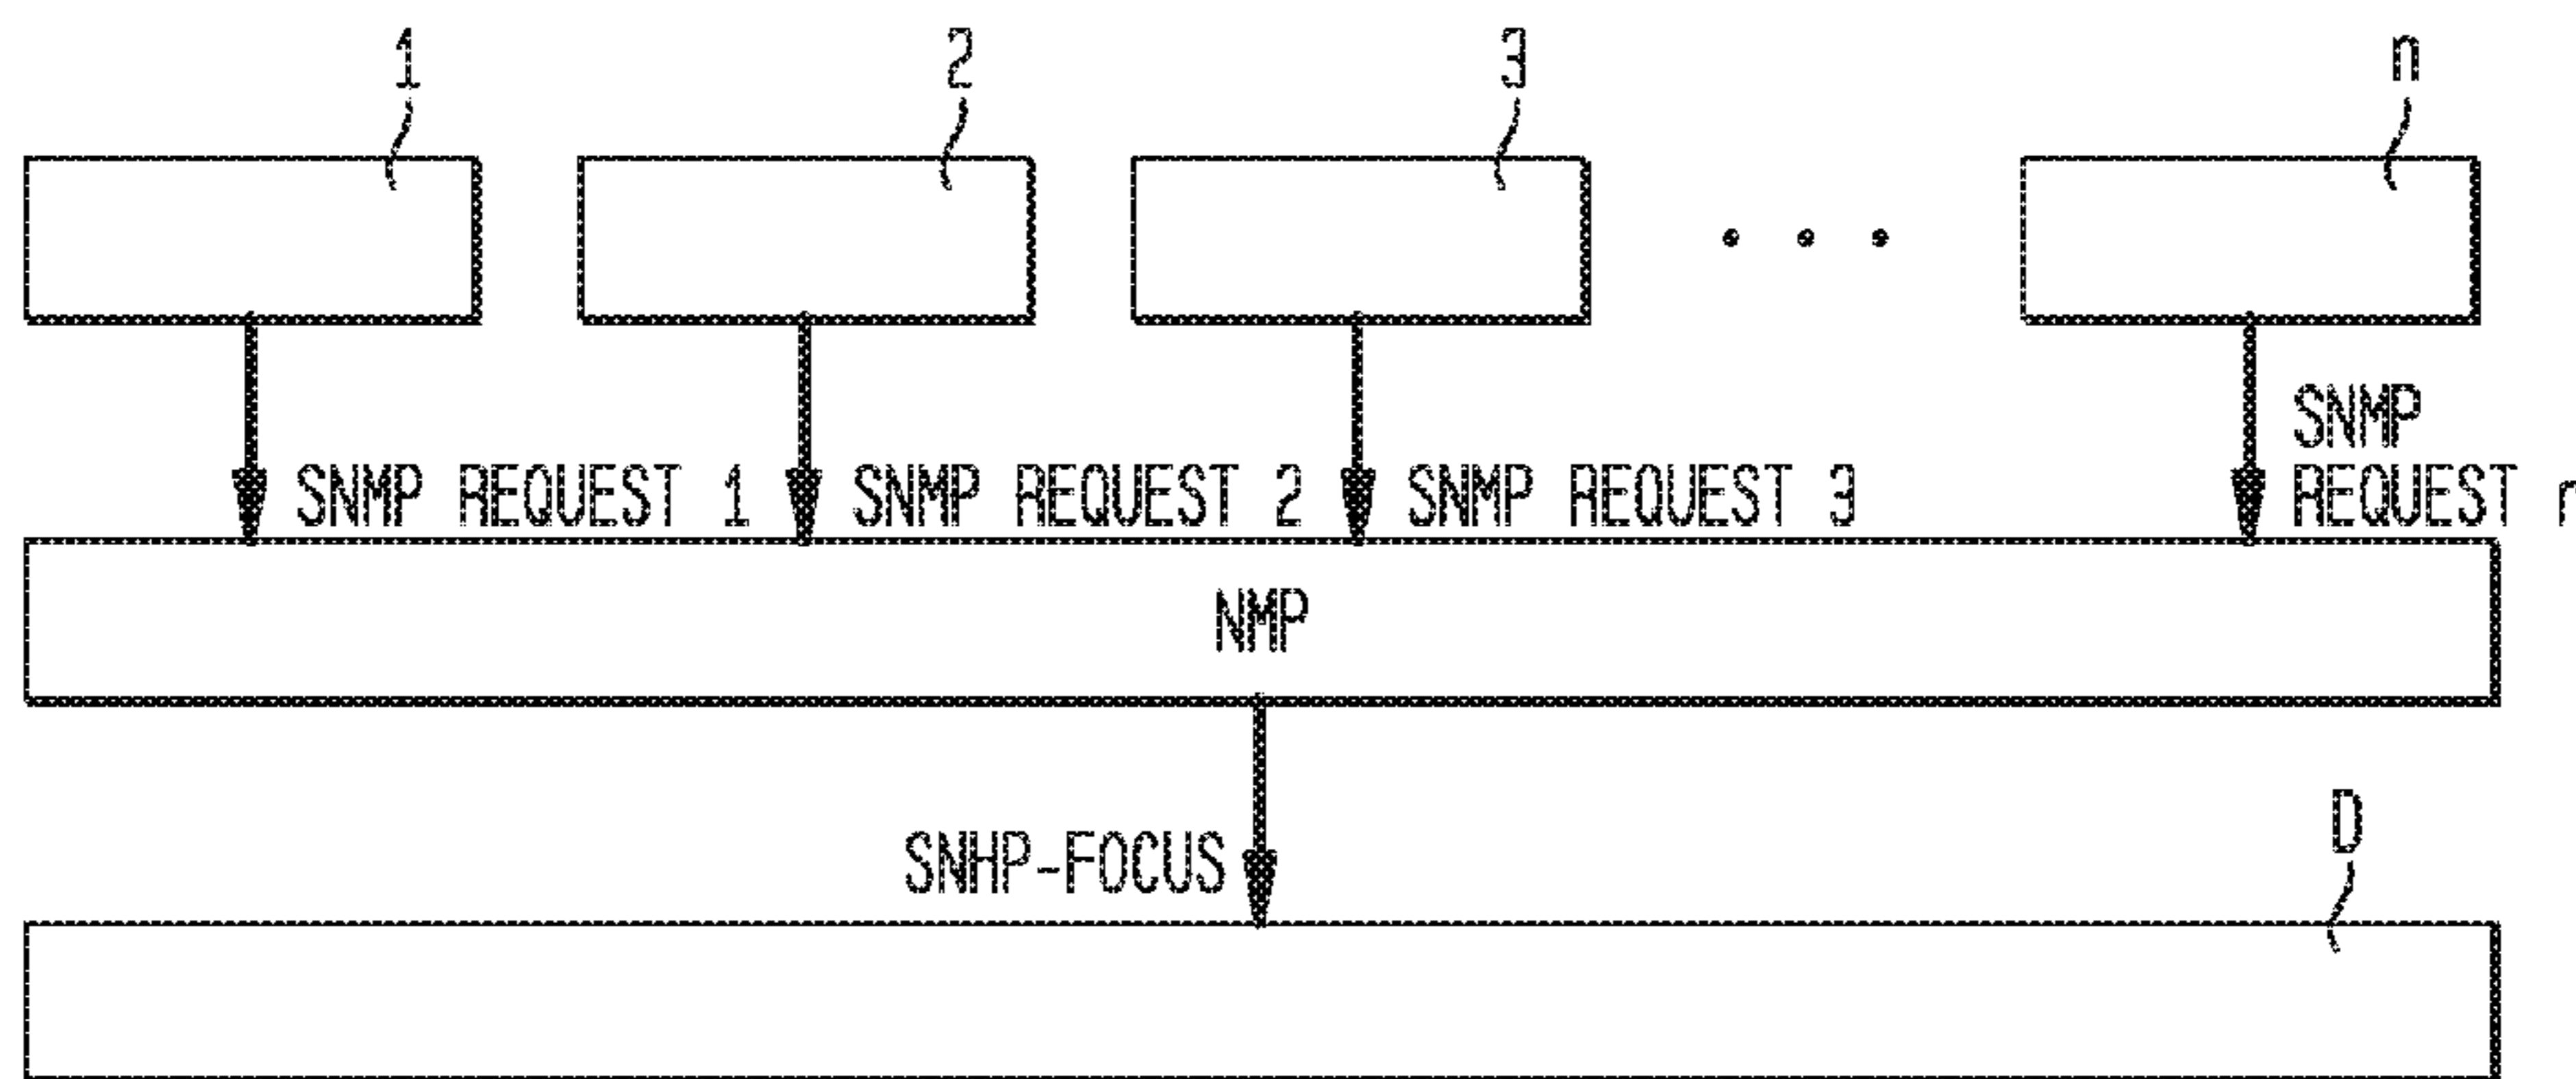 1 2 3 n
SNMP
SNMP REQUEST 1 SNMP REQUEST 2 SNMP REQUEST 3 REQUEST
NMP
D
SNHP-FOCUS